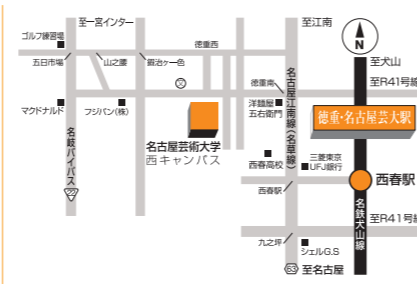 至一宮インター
至江南
ゴルフ練習場
徳重西
N
至犬山
五日市場
山之腰
鍛治ケ一色
文
徳重南
至R41号線
マクドナルド
フジパン(株)
洋麺屋
五右衛門
名古屋江南線(名草線)
徳重・名古屋芸大駅
名古屋芸術大学
西キャンパス
名岐バイパス
22
西春高校
三菱東京
UFJ銀行
西春駅
西春駅
名鉄犬山線
至R41号線
九之坪
シェルG.S
63
至名古屋